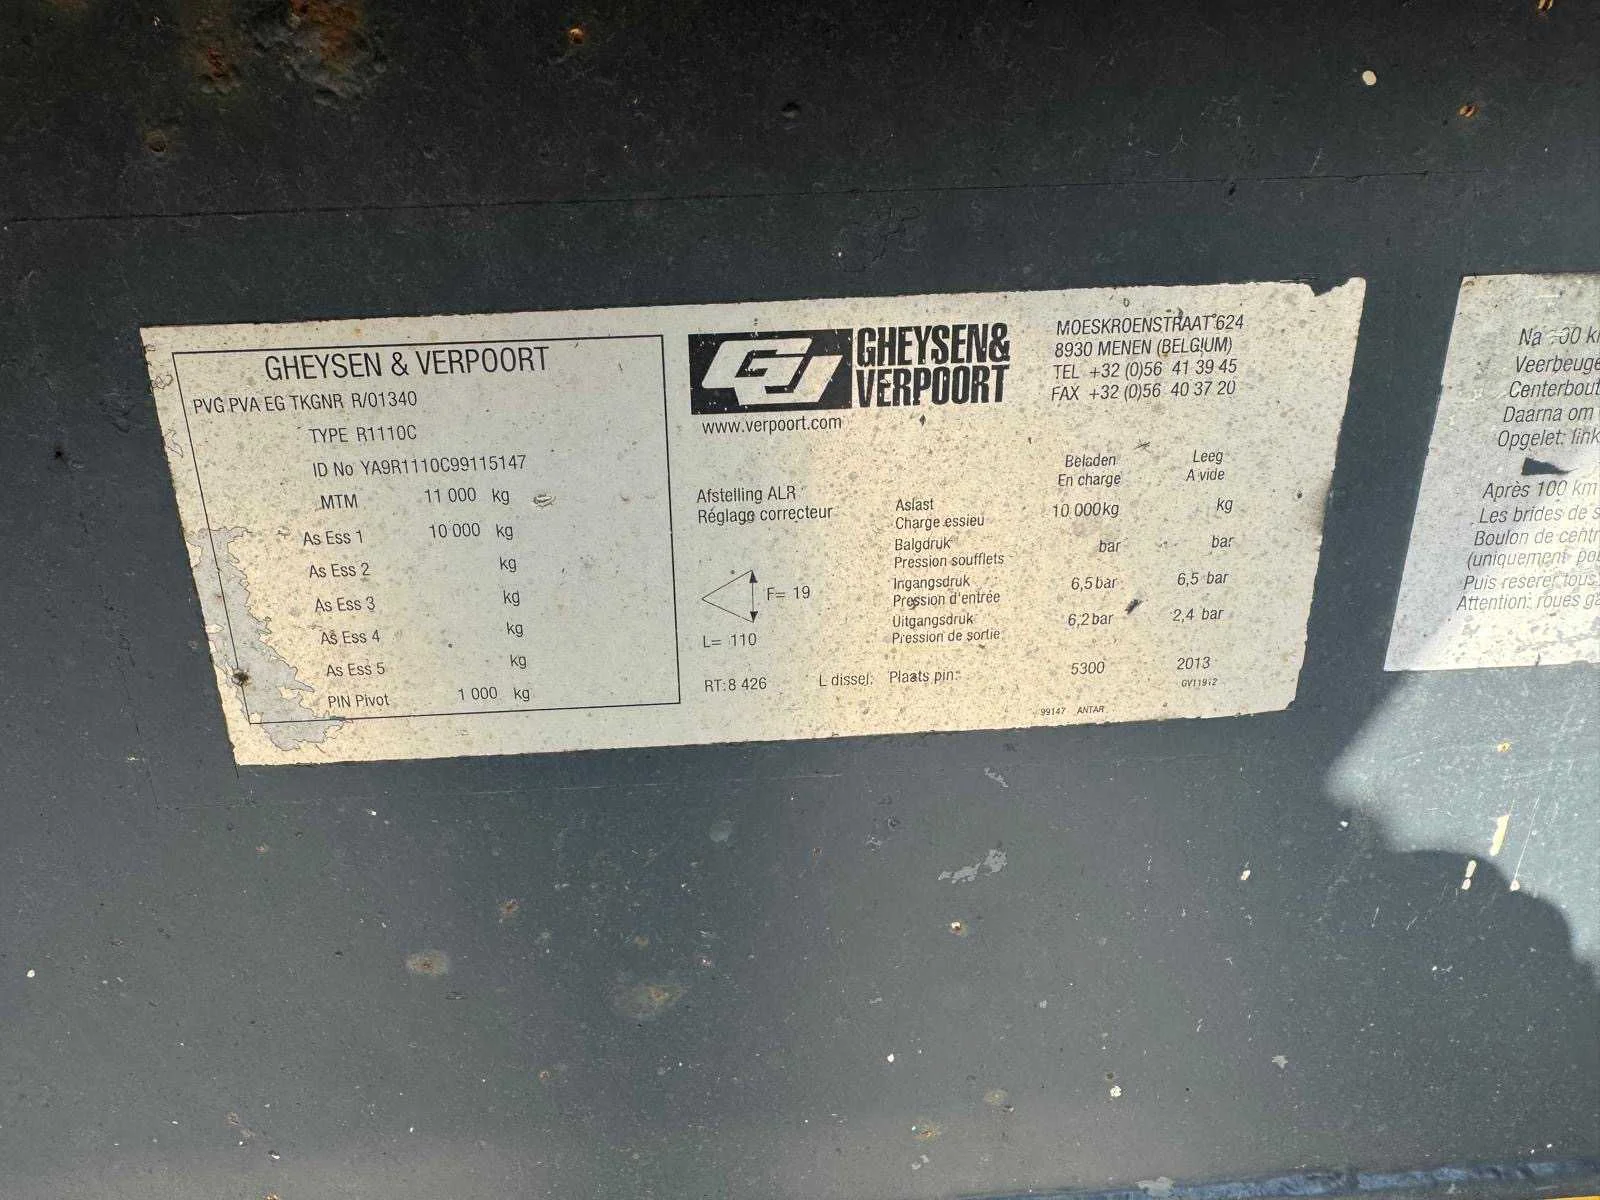 GHEYSEN & VERPOORT
PVG PVA EG TKGNR R/01340
TYPE R1110C
ID No YA9R1110C99115147
MTM 11 000 kg
As Ess 1 10 000 kg
As Ess 2 kg
As Ess 3 kg
As Ess 4 kg
As Ess 5 kg
PIN Pivot 1 000 kg
GHEYSEN&
VERPOORT
www.verpoort.com
MOESKROENSTRAAT 624
8930 MENEN (BELGIUM)
TEL +32 (0)56 41 39 45
FAX +32 (0)56 40 37 20
Beladen Leeg
En charge A vide
Afstelling ALR
Réglago correcteur
Aslast
Charge essieu 10 000kg kg
Balgdruk
Pression soufflets bar bar
Ingangsdruk
Pression d'entrée 6,5 bar 6,5 bar
Uitgangsdruk
Pression de sortie 6,2 bar 2,4 bar
F= 19
L= 110
RT: 8 426 L dissel: Plaats pin: 5300 2013
99147 ANTAR
Na 100 k
Veerbeuge
Centerbout
Daarna om
Opgelet: link
Après 100 km
Les brides de s
Boulon de centr
(uniquement po
Puis reserer tous
Attention: roues ga